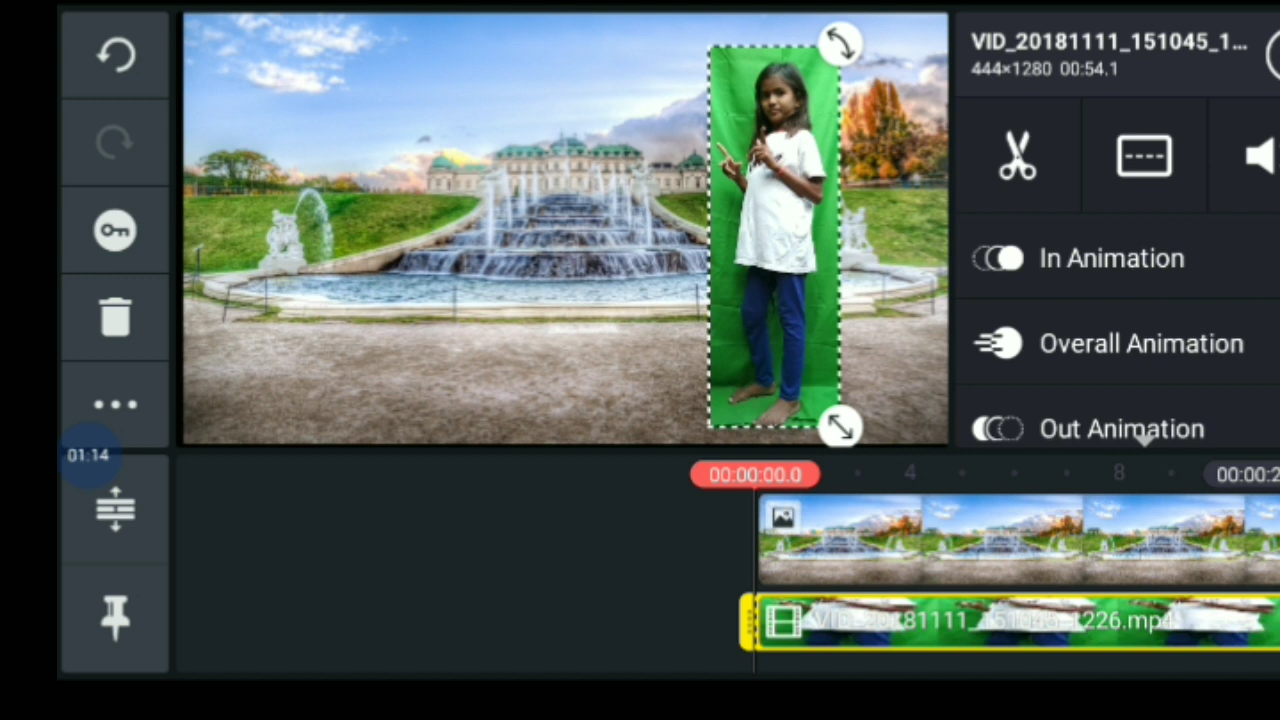 VID_20181111_151045_1...
444×1280 00:54.1
In Animation
Overall Animation
Out Animation
01:14
00:00:00.0
4
8
00:00:2
VID_20181111_151045_1226.mp4